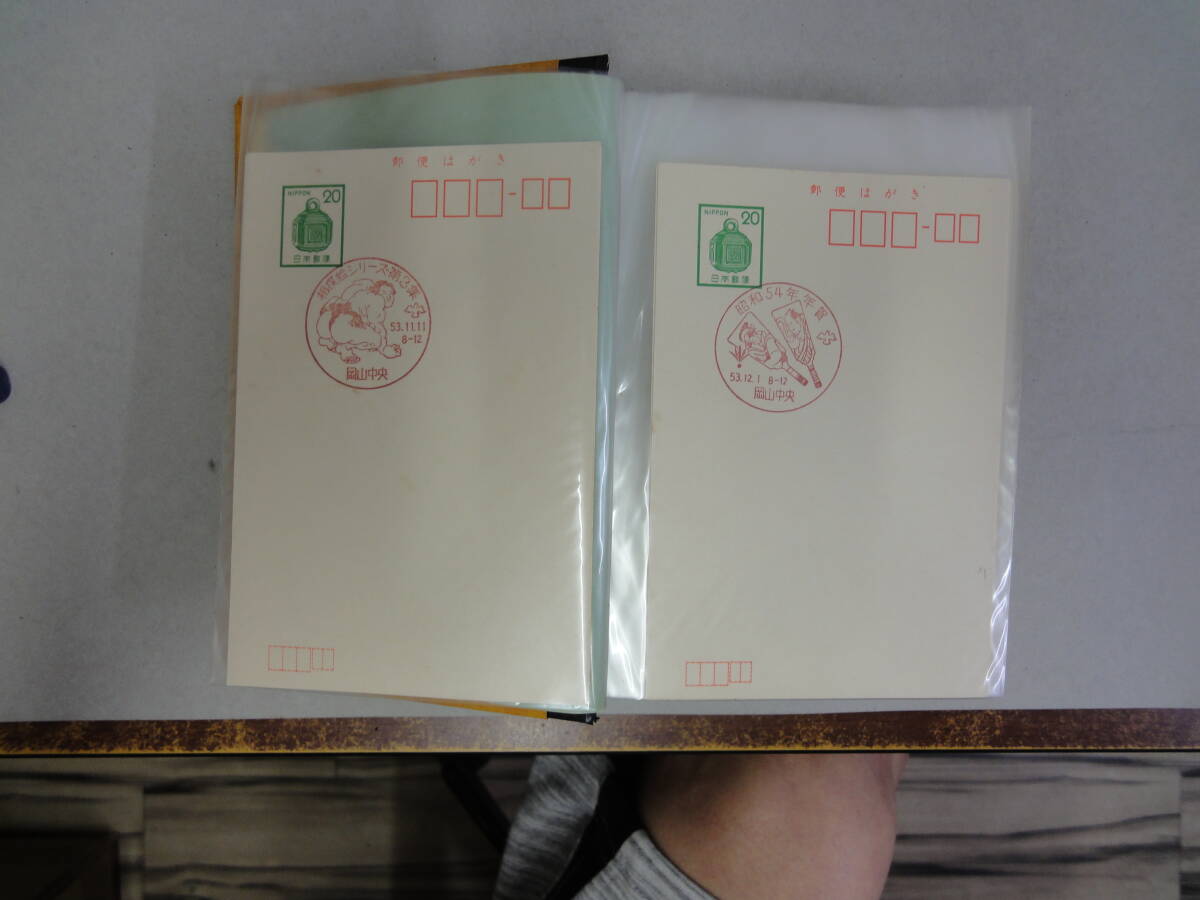 郵便はがき
NIPPON 20
日本郵便
相撲絵シリーズ第3集
53.11.11
8-12
岡山中央
郵便はがき
NIPPON 20
日本郵便
昭和54年年賀
53.12.1 8-12
岡山中央